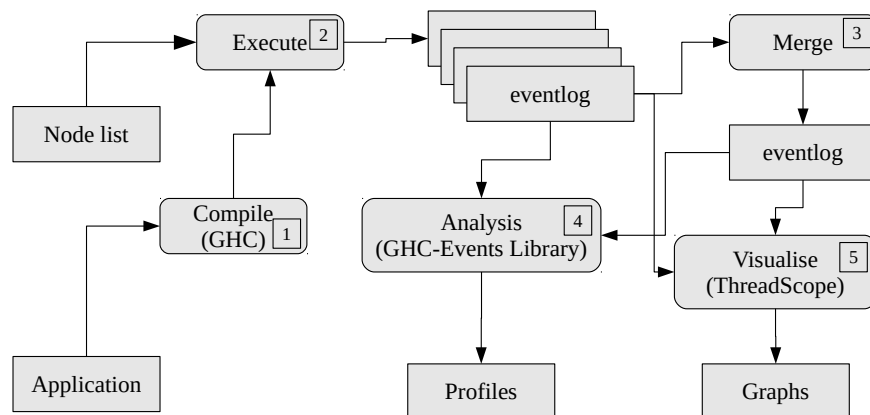 Execute
2
Merge
3
eventlog
Node list
eventlog
Compile
(GHC)
1
Analysis
(GHC-Events Library)
4
Visualise
(ThreadScope)
5
Application
Profiles
Graphs